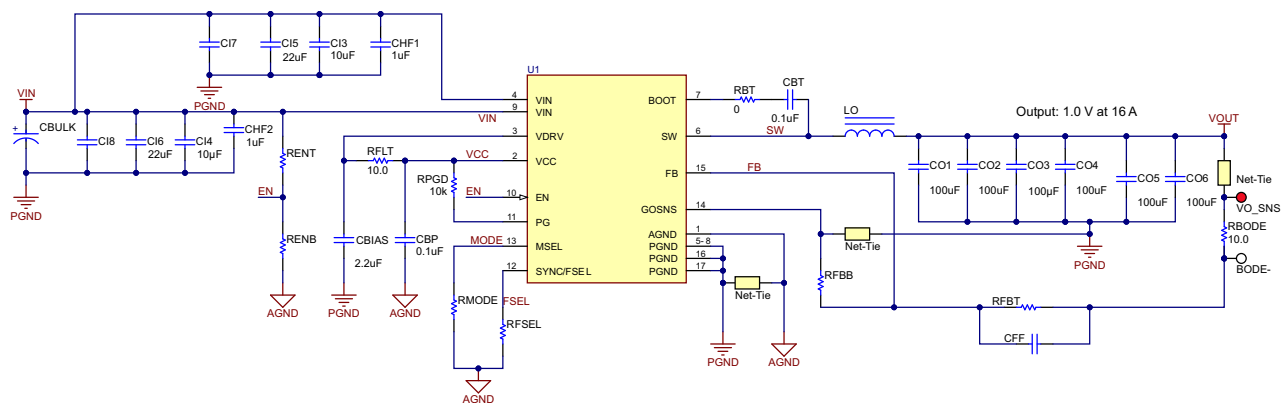 CI7
CI5
22uF
CI3
10uF
CHF1
1uF
PGND
VIN
CBULK
+
CI8
CI6
22uF
CI4
10µF
CHF2
1uF
PGND
RENT
EN
RENB
AGND
U1
4
VIN
9
VIN
VIN
3
VDRV
2
VCC
VCC
10
EN
EN
11
PG
13
MSEL
MODE
12
SYNC/FSEL
RFLT
10.0
RPGD
10k
CBIAS
2.2uF
CBP
0.1uF
PGND
AGND
RMODE
FSEL
RFSEL
AGND
BOOT
7
SW
6
FB
15
GOSNS
14
AGND
1
PGND
5- 8
PGND
16
PGND
17
RBT
0
CBT
0.1uF
SW
LO
FB
Output: 1.0 V at 16 A
VOUT
CO1
100uF
CO2
100uF
CO3
100µF
CO4
100uF
CO5
100uF
CO6
100uF
Net-Tie
VO_SNS
RBODE
10.0
BODE-
Net-Tie
PGND
RFBB
RFBT
CFF
Net-Tie
PGND
AGND